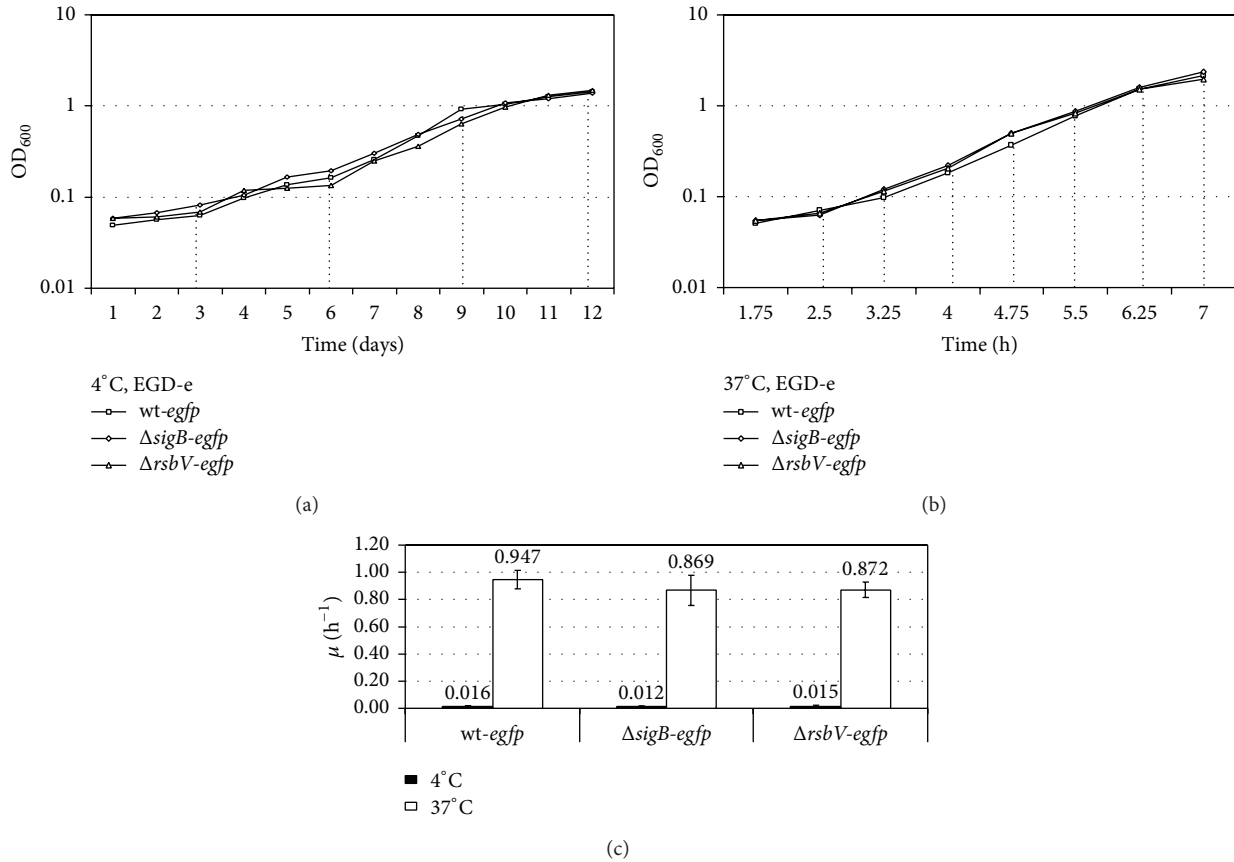 10
1
0.1
0.01
OD600
1 2 3 4 5 6 7 8 9 10 11 12
Time (days)
4°C, EGD-e
wt-egfp
ΔsigB-egfp
ΔrsbV-egfp
(a)
10
1
0.1
0.01
OD600
1.75 2.5 3.25 4 4.75 5.5 6.25 7
Time (h)
37°C, EGD-e
wt-egfp
ΔsigB-egfp
ΔrsbV-egfp
(b)
1.20
1.00
0.80
0.60
0.40
0.20
0.00
μ (h−1)
0.947
0.869
0.872
0.016
0.012
0.015
wt-egfp
ΔsigB-egfp
ΔrsbV-egfp
4°C
37°C
(c)